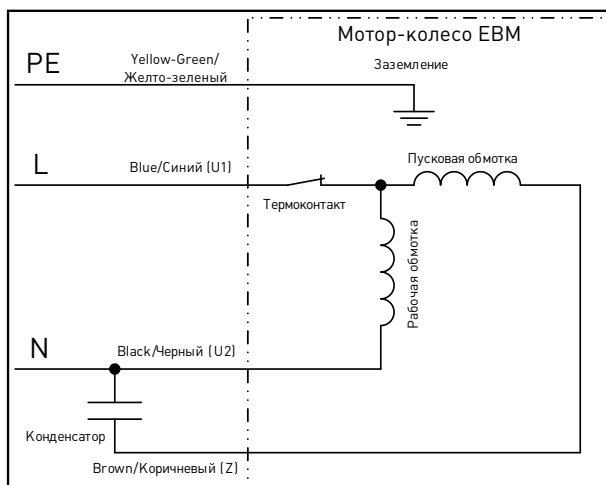 Мотор-колесо EBM
PE
Yellow-Green/
Желто-зеленый
Заземление
L
Blue/Синий (U1)
Пусковая обмотка
Термоконтакт
Рабочая обмотка
N
Black/Черный (U2)
Конденсатор
Brown/Коричневый (Z)